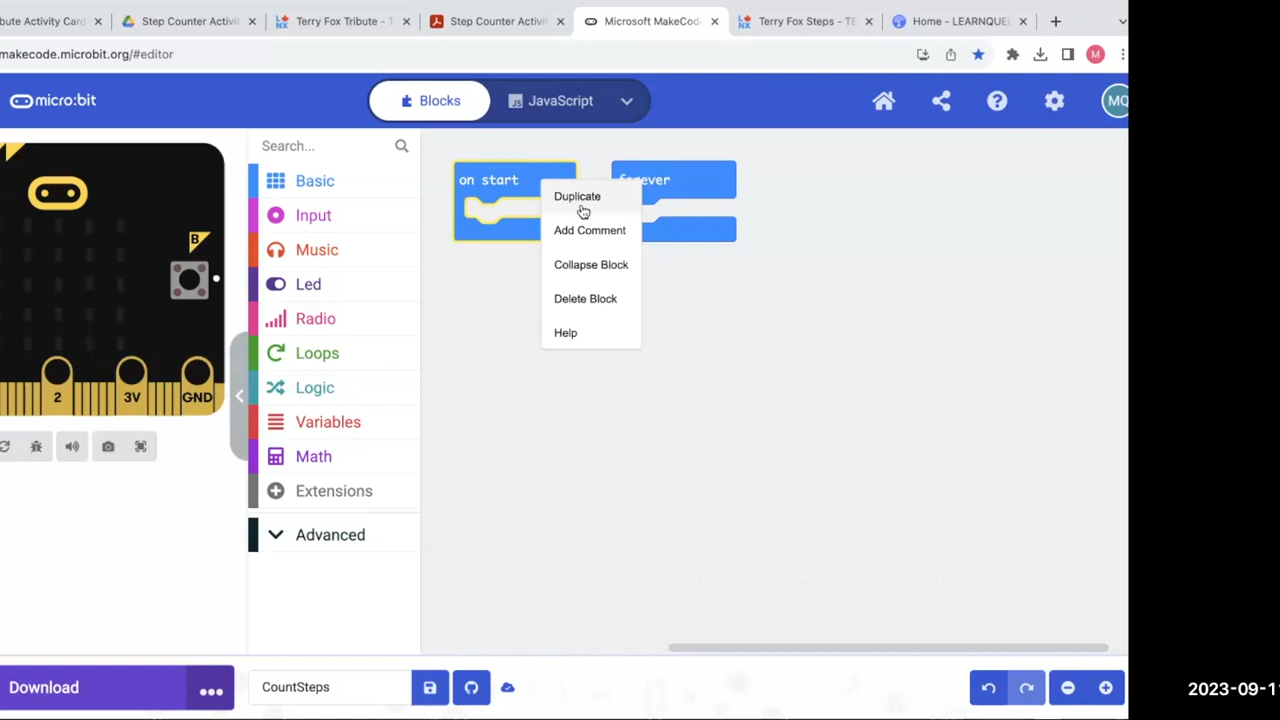 bute Activity Card
Step Counter Activi
Terry Fox Tribute - T
Step Counter Activi
Microsoft MakeCod
Terry Fox Steps - TE
Home - LEARNQUE
makecode.microbit.org/#editor
M
micro:bit
Blocks
JavaScript
MQ
Search...
Basic
Input
Music
Led
Radio
Loops
Logic
Variables
Math
Extensions
Advanced
B
2
3V
GND
on start
forever
Duplicate
Add Comment
Collapse Block
Delete Block
Help
Download
CountSteps
2023-09-11